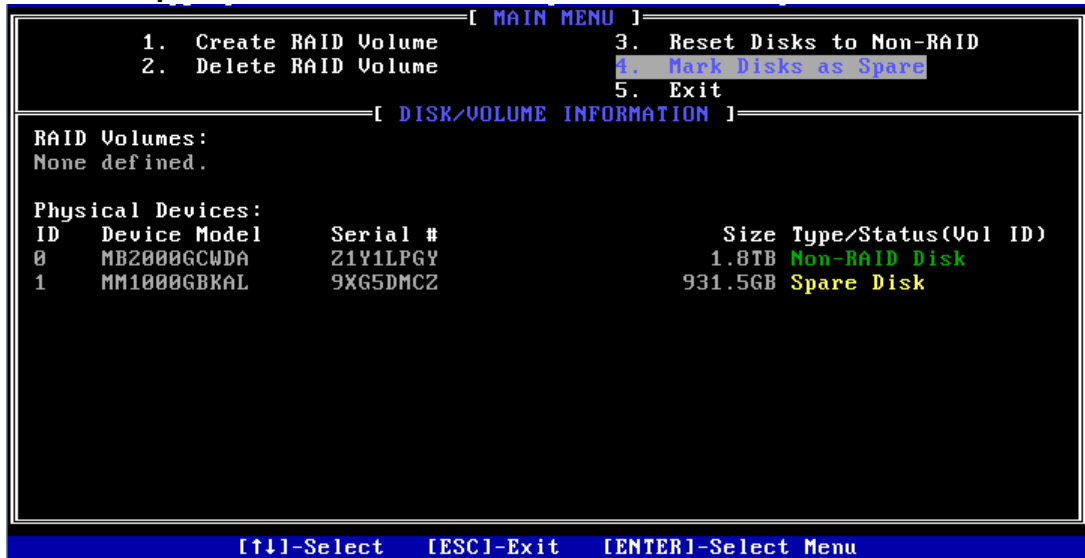 [ MAIN MENU ]
1. Create RAID Volume 3. Reset Disks to Non-RAID
2. Delete RAID Volume 4. Mark Disks as Spare
5. Exit
[ DISK/VOLUME INFORMATION ]
RAID Volumes:
None defined.
Physical Devices:
ID Device Model Serial # Size Type/Status(Vol ID)
0 MB2000GCWDA Z1Y1LPGY 1.8TB Non-RAID Disk
1 MM1000GBKAL 9XG5DMCZ 931.5GB Spare Disk
[↑↓]-Select [ESC]-Exit [ENTER]-Select Menu